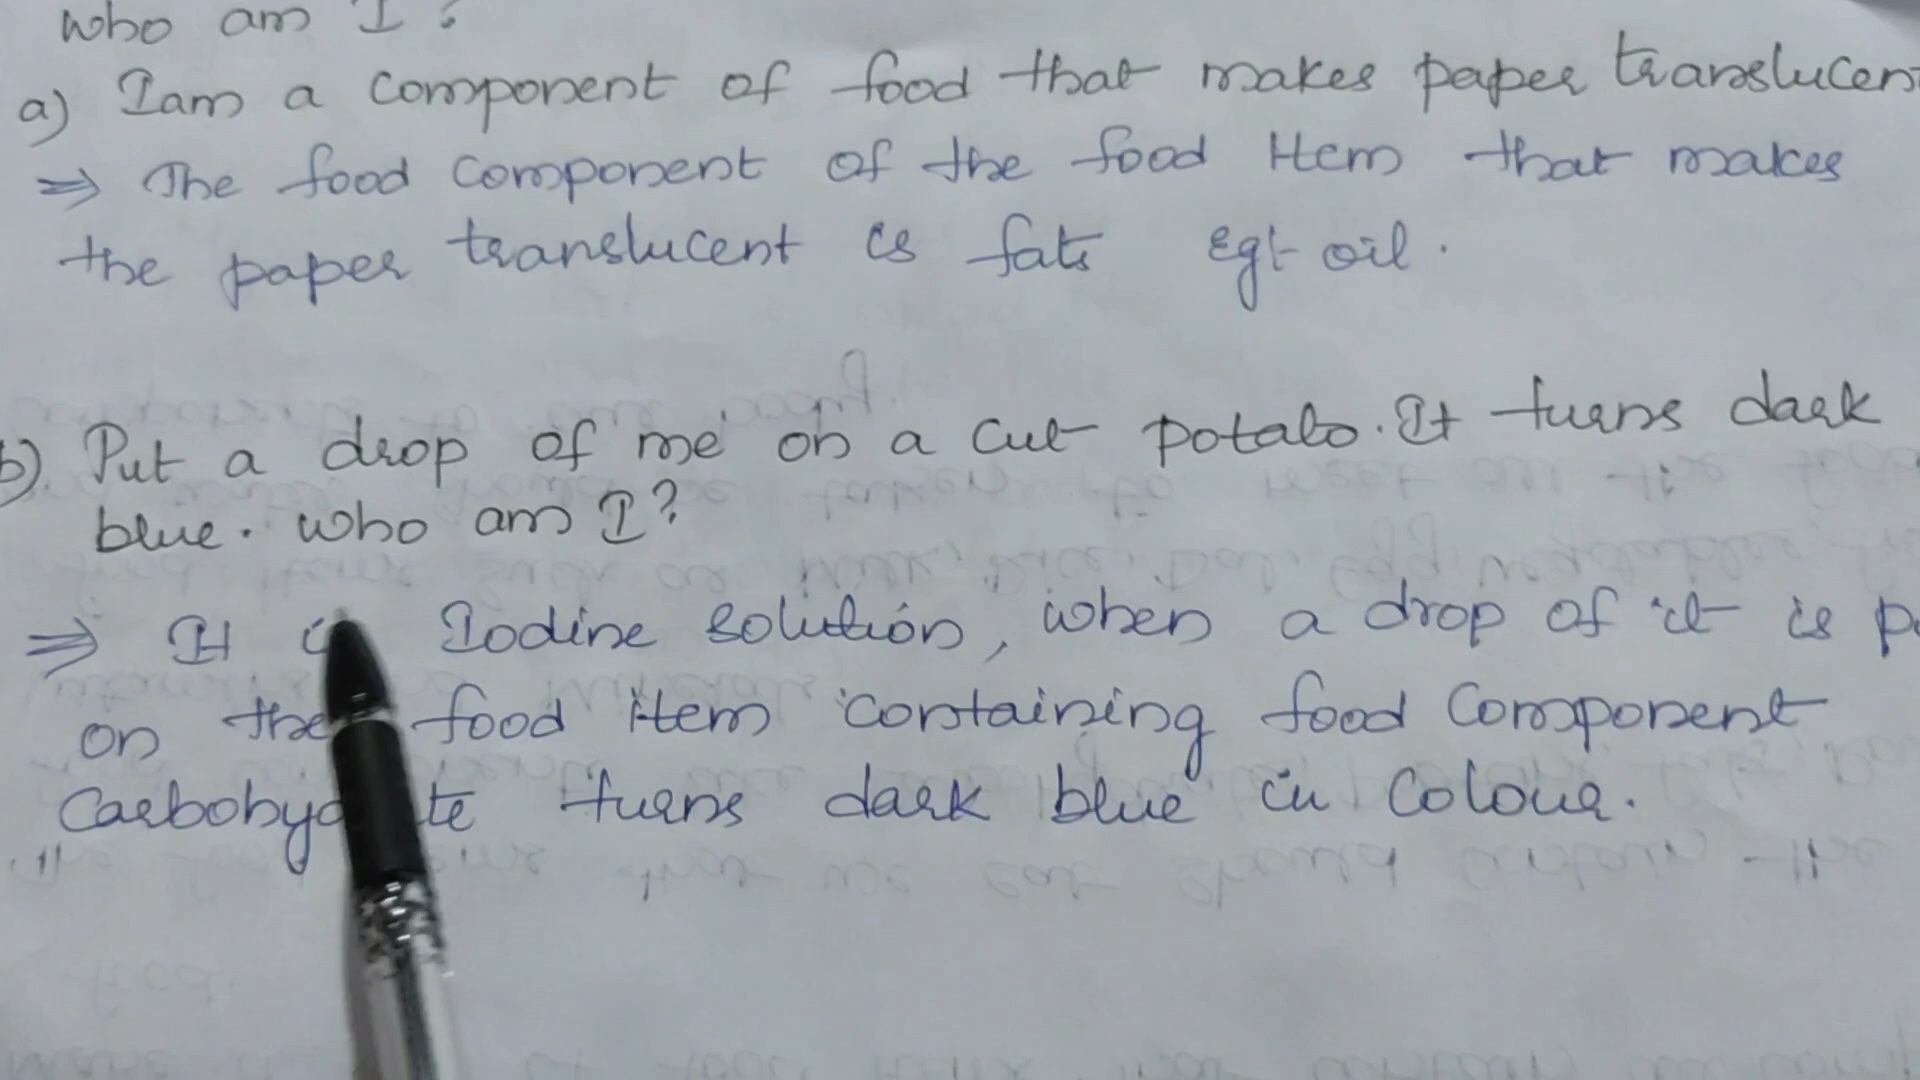 who am I?
a) I am a component of food that makes paper translucent
⇒ The food component of the food item that makes
the paper translucent is fats Eg:- oil.
b) Put a drop of me on a cut potato. It turns dark
blue. who am I?
⇒ It is Iodine solution, when a drop of it is
on the food item containing food component
Carbohydrate turns dark blue in colour.